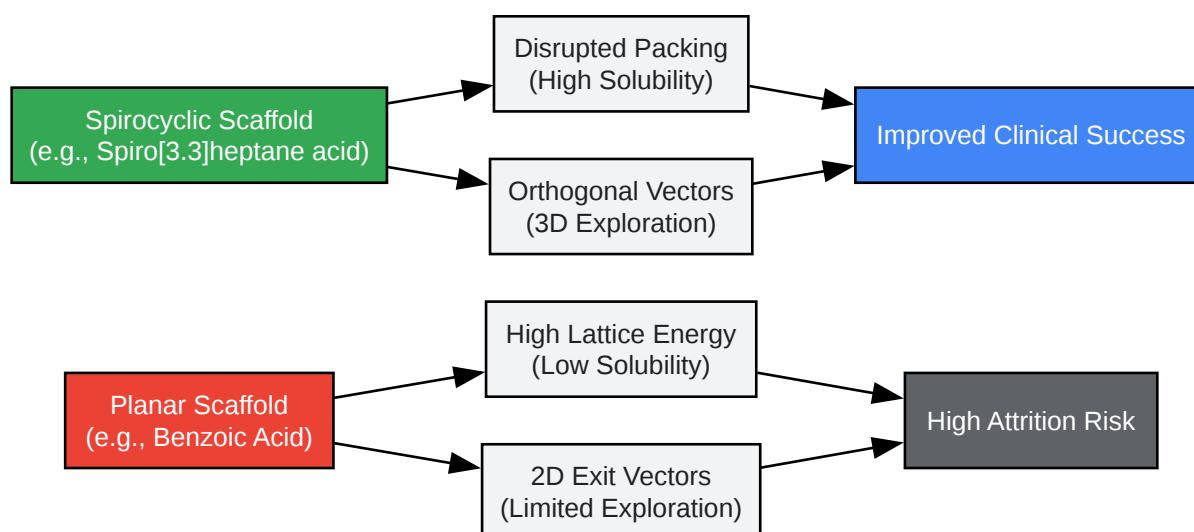 Disrupted Packing
(High Solubility)
Spirocyclic Scaffold
(e.g., Spiro[3.3]heptane acid)
Improved Clinical Success
Orthogonal Vectors
(3D Exploration)
High Lattice Energy
(Low Solubility)
Planar Scaffold
(e.g., Benzoic Acid)
High Attrition Risk
2D Exit Vectors
(Limited Exploration)